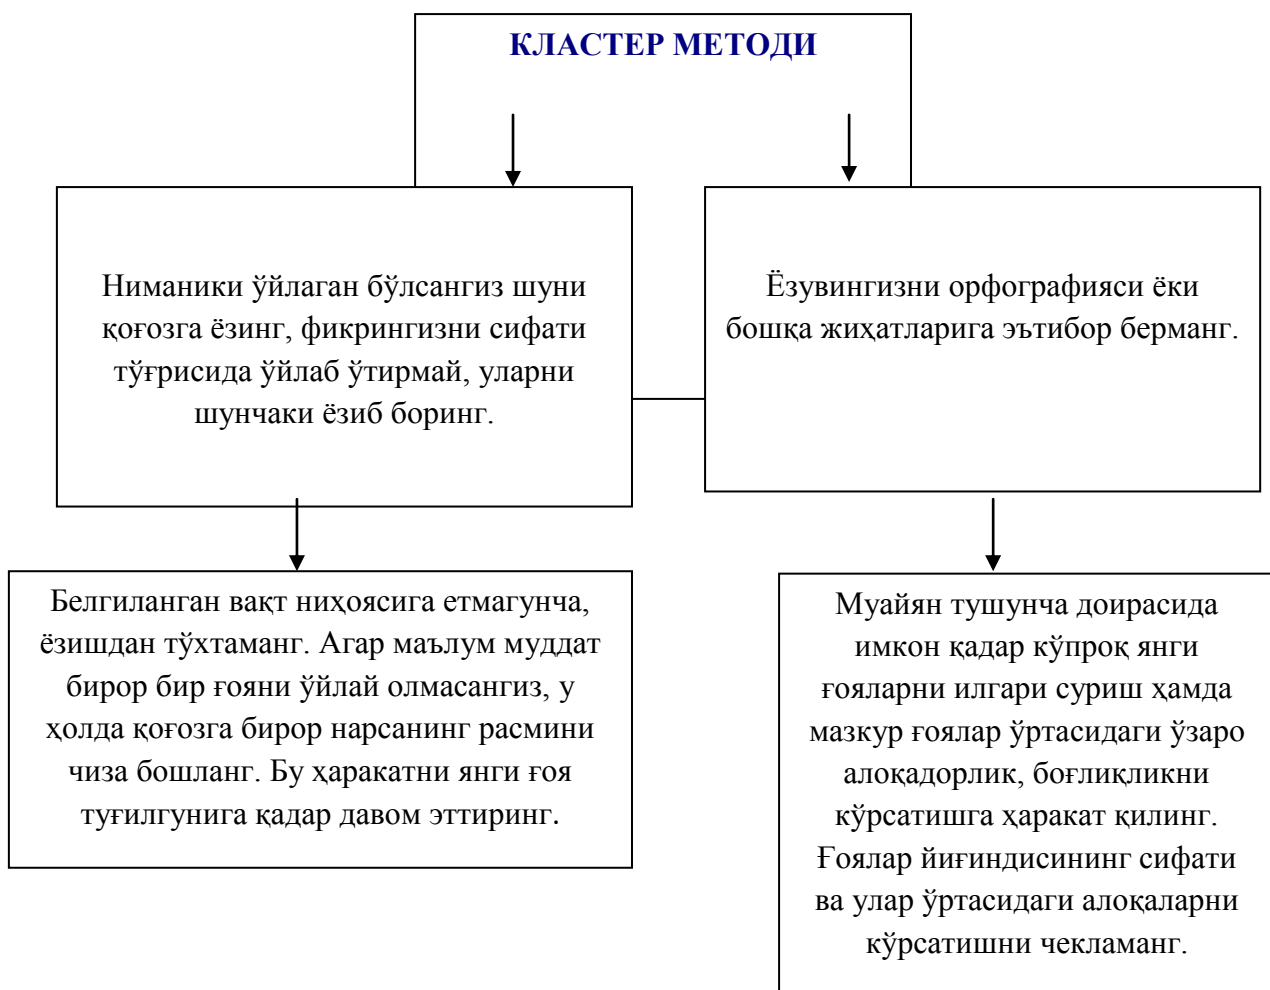 КЛАСТЕР МЕТОДИ
Ниманики ўйлаган бўлсангиз шуни
қоғозга ёзинг, фикрингизни сифати
тўғрисида ўйлаб ўтирмай, уларни
шунчаки ёзиб боринг.
Ёзувингизни орфографияси ёки
бошқа жиҳатларига эътибор берманг.
Белгиланган вақт ниҳоясига етмагунча,
ёзишдан тўхтаманг. Агар маълум муддат
бирор бир ғояни ўйлай олмасангиз, у
ҳолда қоғозга бирор нарсанинг расмини
чиза бошланг. Бу ҳаракатни янги ғоя
туғилгунига қадар давом эттиринг.
Муайян тушунча доирасида
имкон қадар кўпроқ янги
ғояларни илгари суриш ҳамда
мазкур ғоялар ўртасидаги ўзаро
алоқадорлик, боғлиқликни
кўрсатишга ҳаракат қилинг.
Ғоялар йиғиндисининг сифати
ва улар ўртасидаги алоқаларни
кўрсатишни чекламанг.